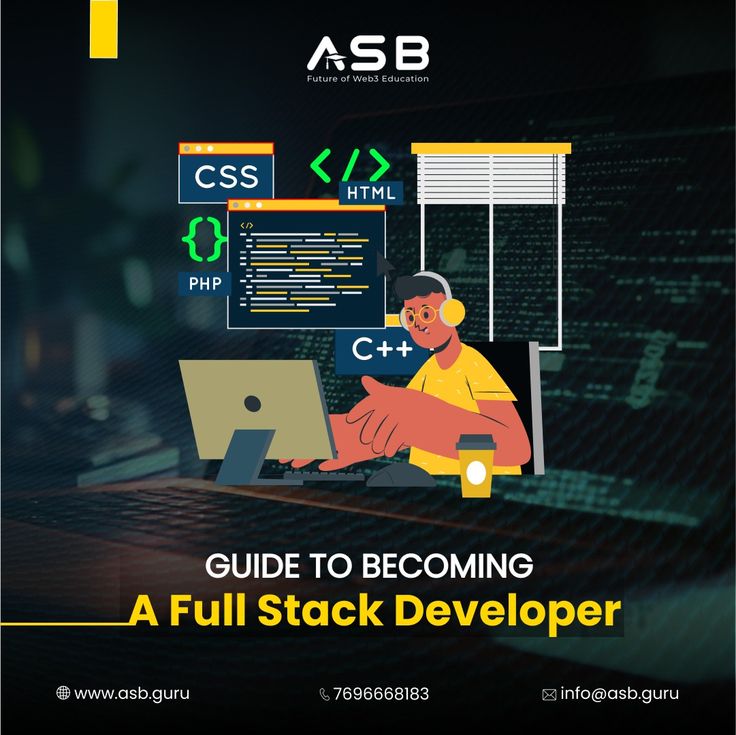 ASB
Future of Web3 Education
CSS
</>
HTML
{}
PHP
</>
C++
GUIDE TO BECOMING
A Full Stack Developer
www.asb.guru
7696668183
info@asb.guru